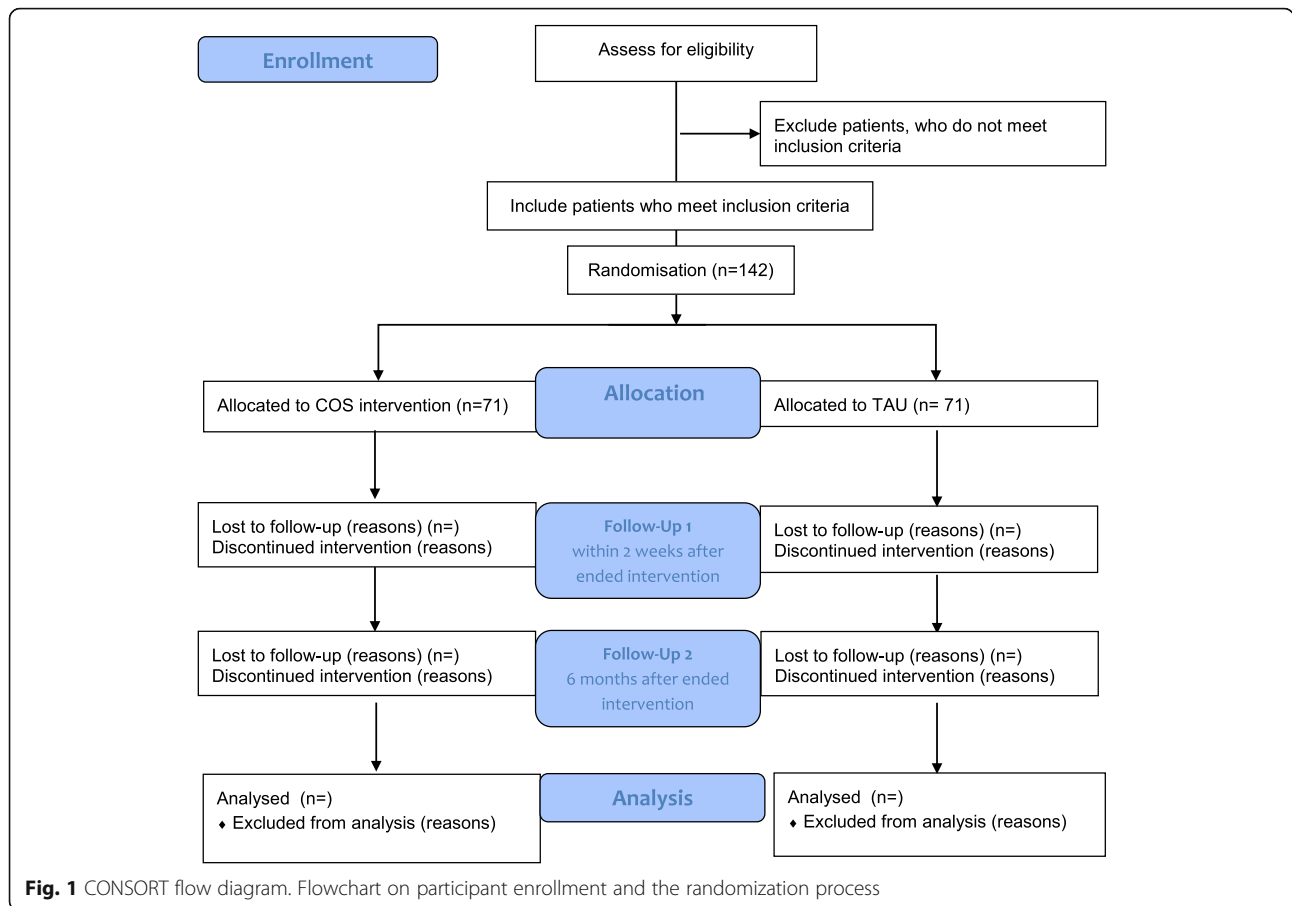 Enrollment
Assess for eligibility
Exclude patients, who do not meet
inclusion criteria
Include patients who meet inclusion criteria
Randomisation (n=142)
Allocation
Allocated to COS intervention (n=71)
Allocated to TAU (n= 71)
Lost to follow-up (reasons) (n=)
Discontinued intervention (reasons)
Follow-Up 1
within 2 weeks after
ended intervention
Lost to follow-up (reasons) (n=)
Discontinued intervention (reasons)
Lost to follow-up (reasons) (n=)
Discontinued intervention (reasons)
Follow-Up 2
6 months after ended
intervention
Lost to follow-up (reasons) (n=)
Discontinued intervention (reasons)
Analysed (n=)
♦ Excluded from analysis (reasons)
Analysis
Analysed (n=)
♦ Excluded from analysis (reasons)
Fig. 1 CONSORT flow diagram. Flowchart on participant enrollment and the randomization process